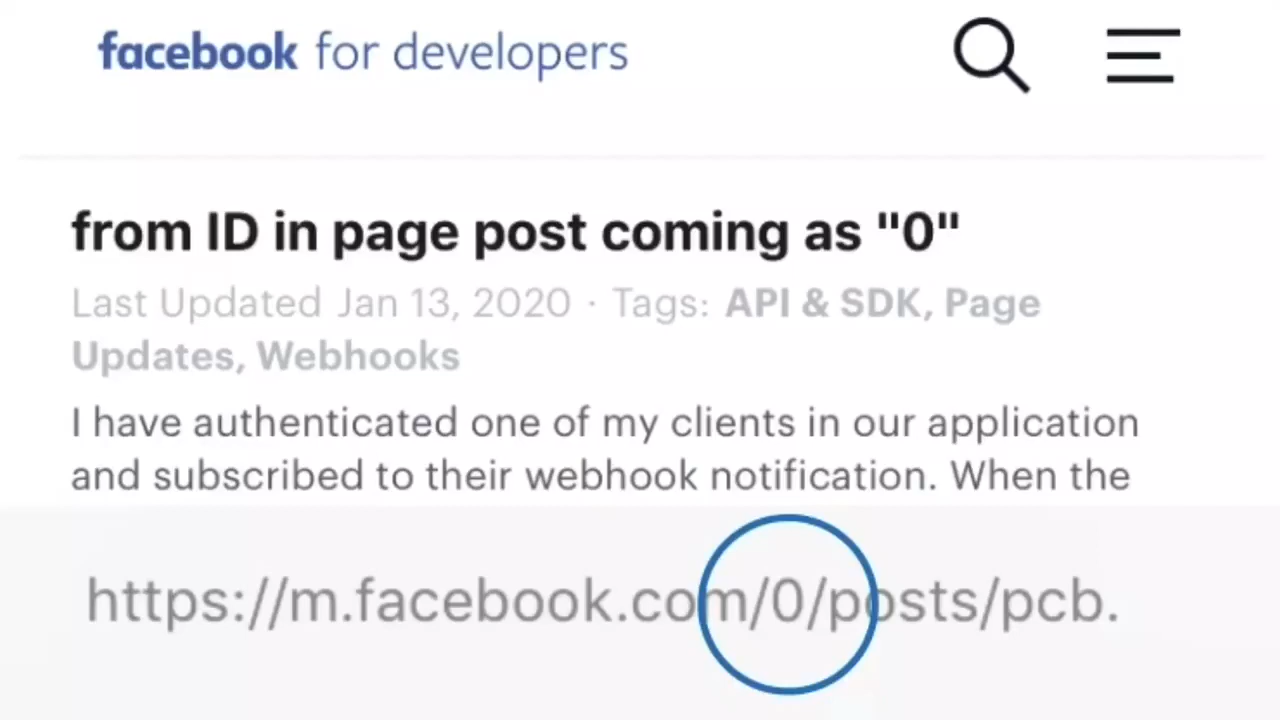 facebook for developers
from ID in page post coming as "0"
Last Updated Jan 13, 2020 · Tags: API & SDK, Page
Updates, Webhooks
I have authenticated one of my clients in our application
and subscribed to their webhook notification. When the
https://m.facebook.com/0/posts/pcb.